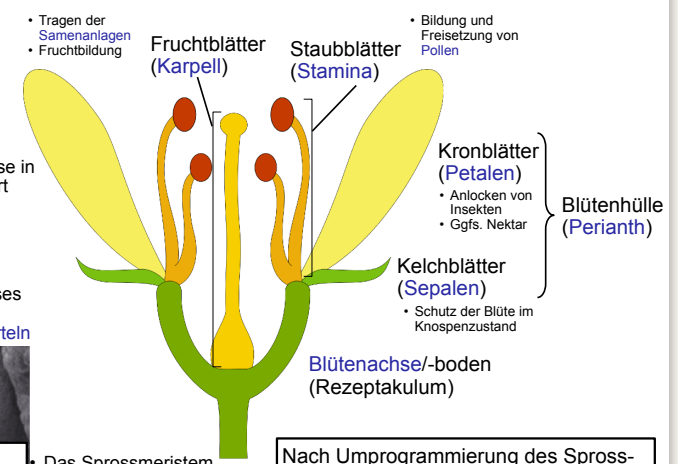 • Tragen der
Samenanlagen
• Fruchtbildung
Fruchtblätter
(Karpell)
Staubblätter
(Stamina)
• Bildung und
Freisetzung von
Pollen
se in
rt
Kronblätter
(Petalen)
• Anlocken von
Insekten
• Ggfs. Nektar
Blütenhülle
(Perianth)
Kelchblätter
(Sepalen)
• Schutz der Blüte im
Knospenzustand
ses
rteln
Blütenachse/-boden
(Rezeptakulum)
• Das Sprossmeristem
Nach Umprogrammierung des Spross-